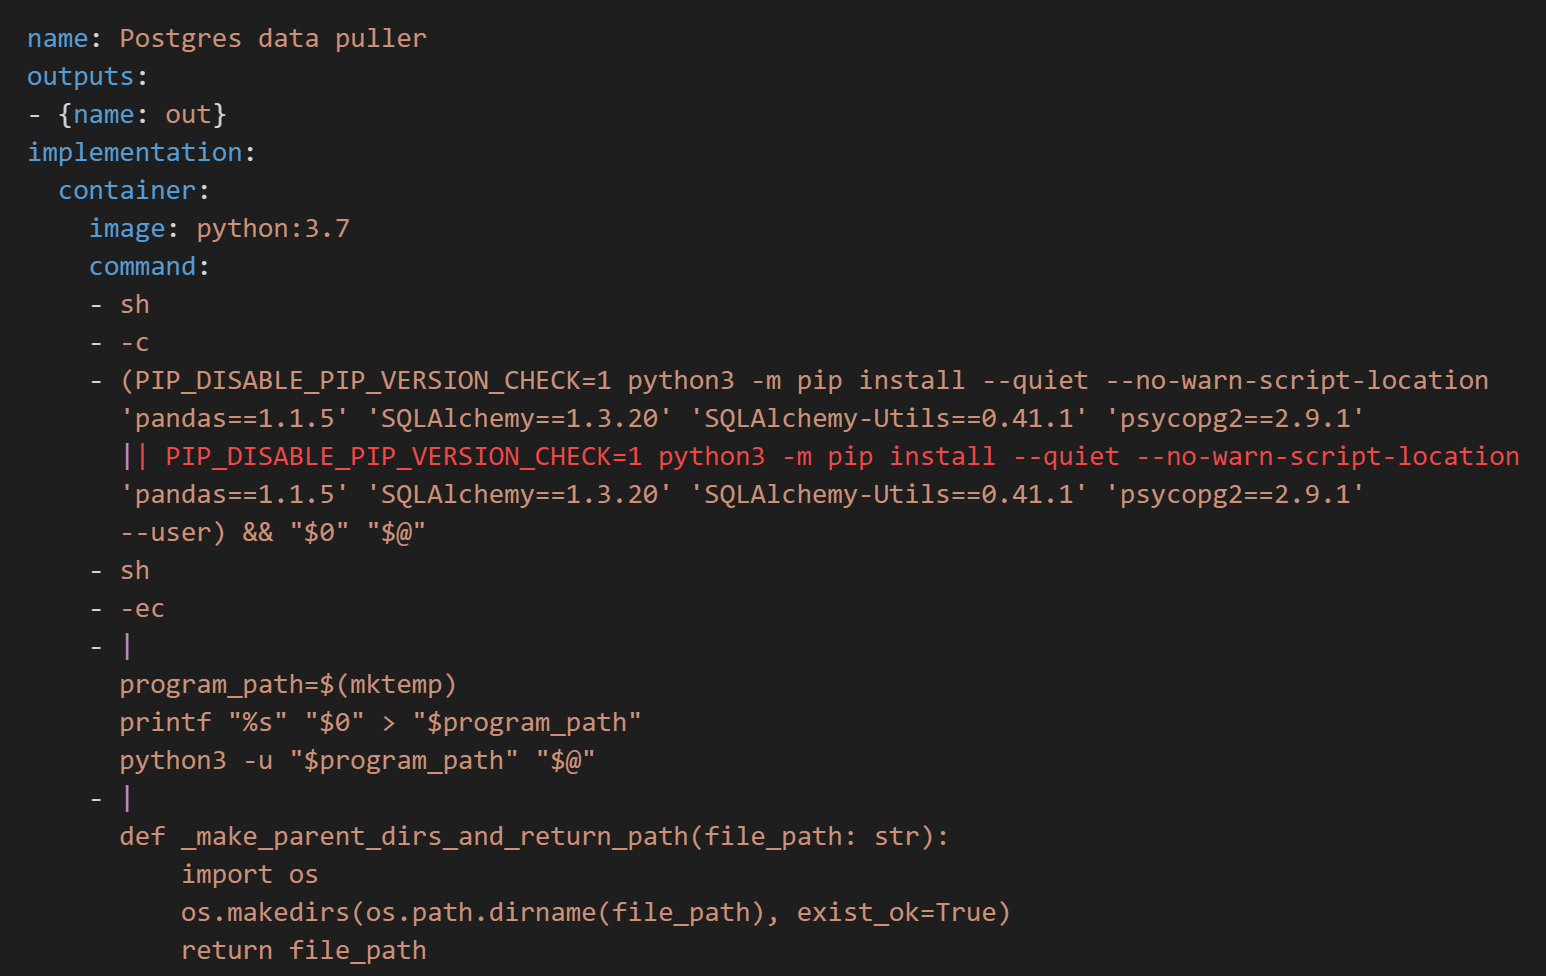 name: Postgres data puller
outputs:
- {name: out}
implementation:
  container:
    image: python:3.7
    command:
    - sh
    - -c
    - (PIP_DISABLE_PIP_VERSION_CHECK=1 python3 -m pip install --quiet --no-warn-script-location
      'pandas==1.1.5' 'SQLAlchemy==1.3.20' 'SQLAlchemy-Utils==0.41.1' 'psycopg2==2.9.1'
      || PIP_DISABLE_PIP_VERSION_CHECK=1 python3 -m pip install --quiet --no-warn-script-location
      'pandas==1.1.5' 'SQLAlchemy==1.3.20' 'SQLAlchemy-Utils==0.41.1' 'psycopg2==2.9.1'
      --user) && "$0" "$@"
    - sh
    - -ec
    - |
      program_path=$(mktemp)
      printf "%s" "$0" > "$program_path"
      python3 -u "$program_path" "$@"
    - |
      def _make_parent_dirs_and_return_path(file_path: str):
          import os
          os.makedirs(os.path.dirname(file_path), exist_ok=True)
          return file_path